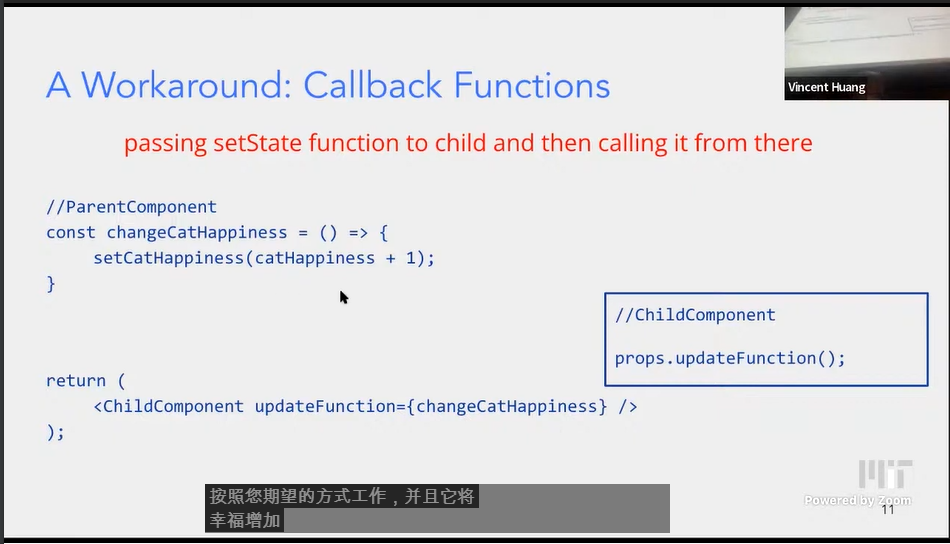 Vincent Huang
A Workaround: Callback Functions
passing setState function to child and then calling it from there
//ParentComponent
const changeCatHappiness = () => {
setCatHappiness(catHappiness + 1);
}
//ChildComponent
props.updateFunction();
return (
<ChildComponent updateFunction={changeCatHappiness} />
);
按照您期望的方式工作，并且它将
幸福增加
MIT
Powered by Zoom
11